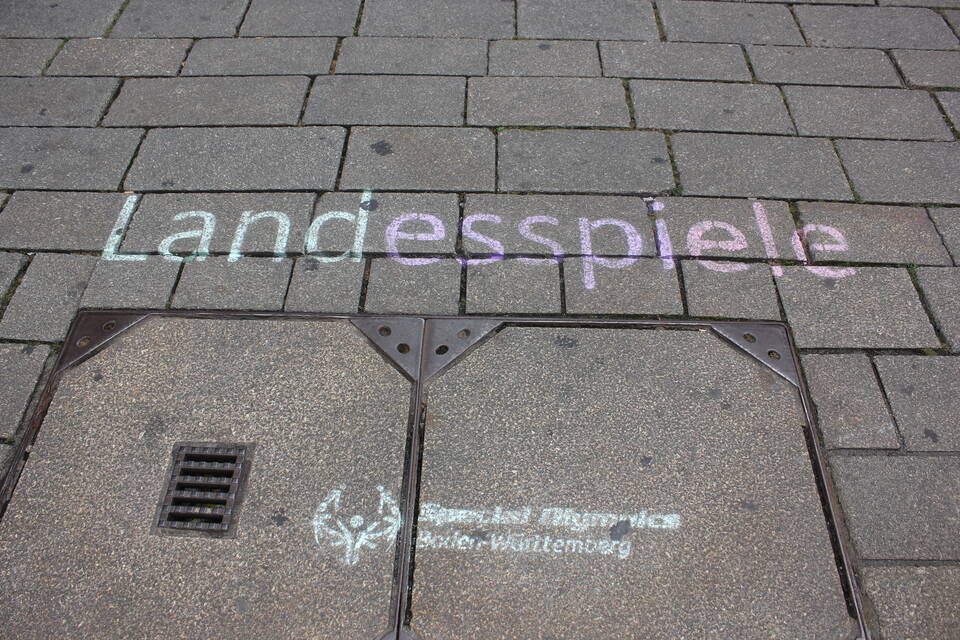 Landesspiele
Special Olympics
Baden-Württemberg